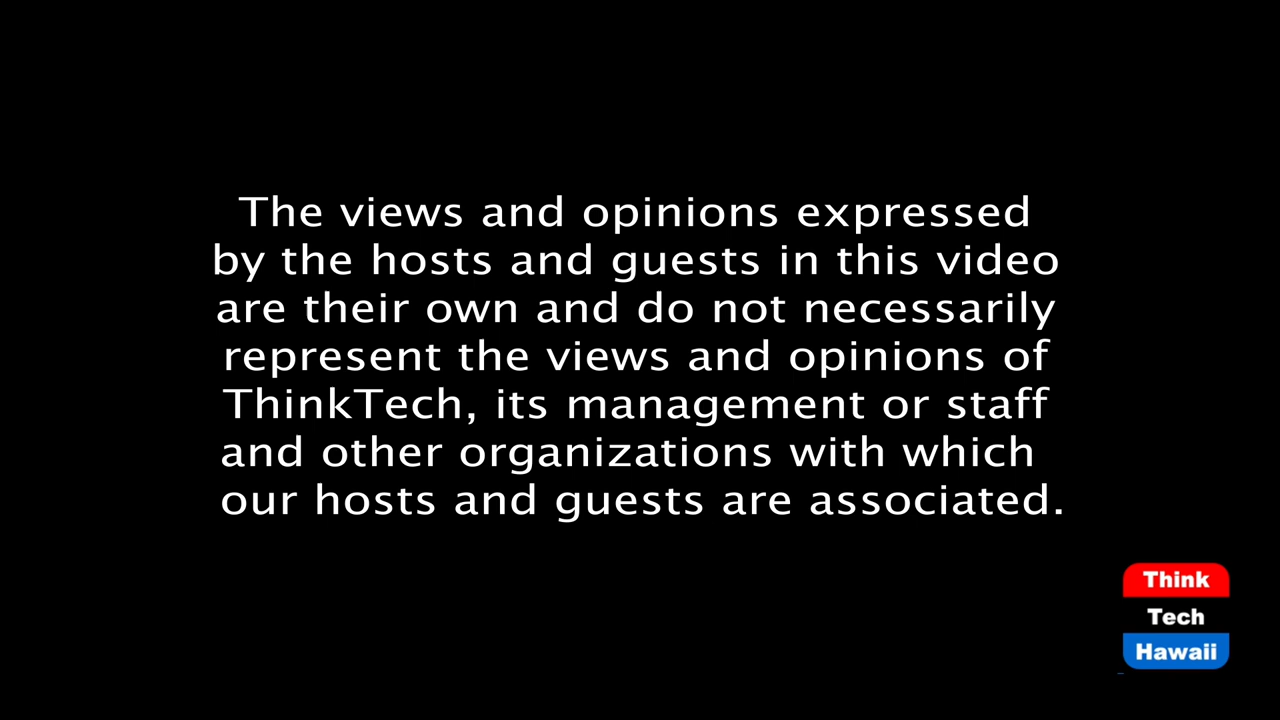 The views and opinions expressed
by the hosts and guests in this video
are their own and do not necessarily
represent the views and opinions of
ThinkTech, its management or staff
and other organizations with which
our hosts and guests are associated.
Think
Tech
Hawaii